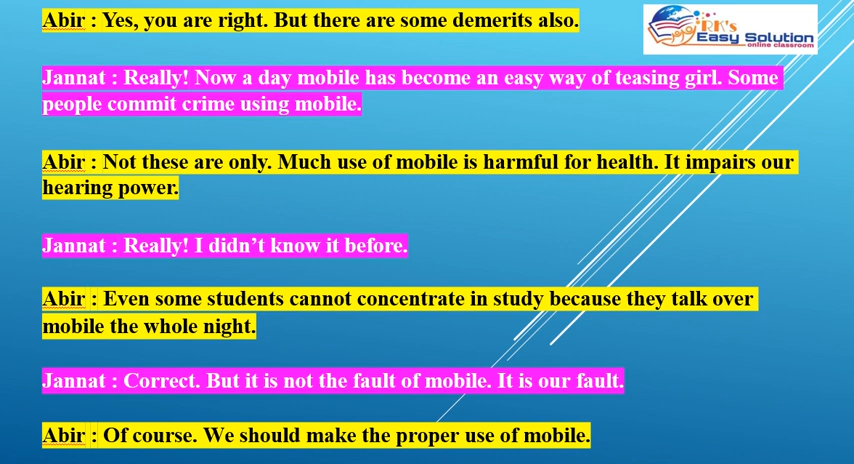 Abir : Yes, you are right. But there are some demerits also.
RK's
Easy Solution
online classroom
Jannat : Really! Now a day mobile has become an easy way of teasing girl. Some
people commit crime using mobile.
Abir : Not these are only. Much use of mobile is harmful for health. It impairs our
hearing power.
Jannat : Really! I didn’t know it before.
Abir : Even some students cannot concentrate in study because they talk over
mobile the whole night.
Jannat : Correct. But it is not the fault of mobile. It is our fault.
Abir : Of course. We should make the proper use of mobile.